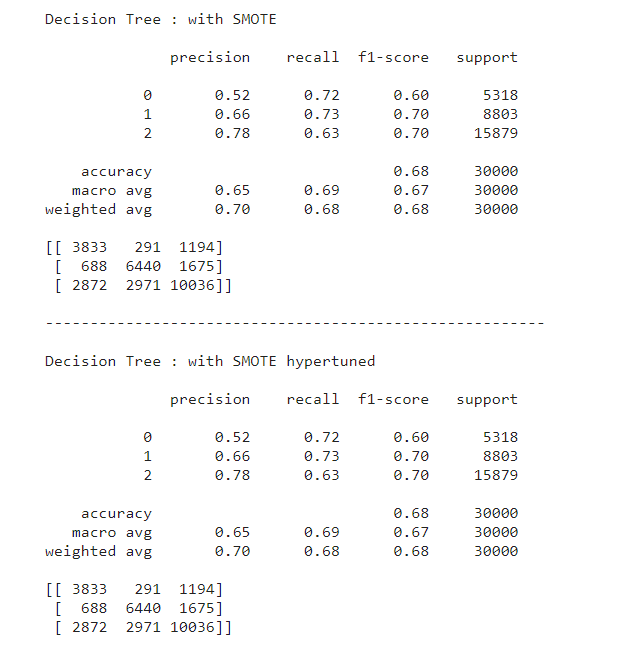 Decision Tree : with SMOTE
precision recall f1-score support
0 0.52 0.72 0.60 5318
1 0.66 0.73 0.70 8803
2 0.78 0.63 0.70 15879
accuracy 0.68 30000
macro avg 0.65 0.69 0.67 30000
weighted avg 0.70 0.68 0.68 30000
[[ 3833 291 1194]
[ 688 6440 1675]
[ 2872 2971 10036]]
--------------------------------------------------------
Decision Tree : with SMOTE hypertuned
precision recall f1-score support
0 0.52 0.72 0.60 5318
1 0.66 0.73 0.70 8803
2 0.78 0.63 0.70 15879
accuracy 0.68 30000
macro avg 0.65 0.69 0.67 30000
weighted avg 0.70 0.68 0.68 30000
[[ 3833 291 1194]
[ 688 6440 1675]
[ 2872 2971 10036]]